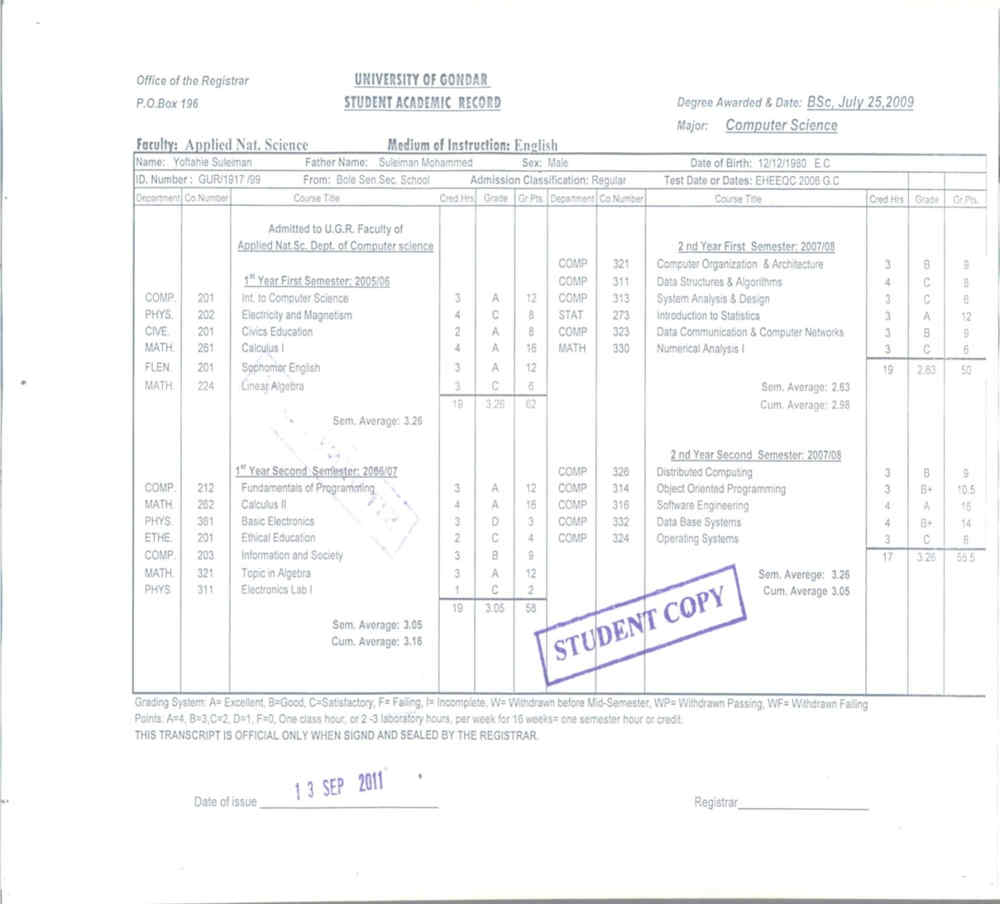 Office of the Registrar
P.O.Box 196
UNIVERSITY OF GONDAR
STUDENT ACADEMIC RECORD
Degree Awarded & Date: BSc, July 25,2009
Major: Computer Science
Faculty: Applied Nat. Science Medium of Instruction: English
Name: Yoftahie Suleiman Father Name: Suleiman Mohammed Sex: Male Date of Birth: 12/12/1980 E.C
ID. Number : GUR/1917 /99 From: Bole Sen.Sec. School Admission Classification: Regular Test Date or Dates: EHEEQC 2006 G.C
Department Co.Number Course Title Cred.Hrs Grade Gr.Pts. Department Co.Number Course Title Cred.Hrs Grade Gr.Pts.
Admitted to U.G.R. Faculty of
Applied Nat.Sc. Dept. of Computer science
1st Year First Semester: 2005/06
COMP. 201 Int. to Computer Science 3 A 12
PHYS. 202 Electricity and Magnetism 4 C 8
CIVE. 201 Civics Education 2 A 8
MATH. 261 Calculus I 4 A 16
FLEN. 201 Sophomor English 3 A 12
MATH. 224 Linear Algebra 3 C 6
19 3.26 62
Sem. Average: 3.26
1st Year Second Semester: 2006/07
COMP. 212 Fundamentals of Programming 3 A 12
MATH. 262 Calculus II 4 A 16
PHYS. 361 Basic Electronics 3 D 3
ETHE. 201 Ethical Education 2 C 4
COMP. 203 Information and Society 3 B 9
MATH. 321 Topic in Algebra 3 A 12
PHYS 311 Electronics Lab I 1 C 2
19 3.05 58
Sem. Average: 3.05
Cum. Average: 3.16
2 nd Year First Semester: 2007/08
COMP 321 Computer Organization & Architecture 3 B 9
COMP 311 Data Structures & Algorithms 4 C 8
COMP 313 System Analysis & Design 3 C 6
STAT 273 Introduction to Statistics 3 A 12
COMP 323 Data Communication & Computer Networks 3 B 9
MATH 330 Numerical Analysis I 3 C 6
19 2.63 50
Sem. Average: 2.63
Cum. Average: 2.98
2 nd Year Second Semester: 2007/08
COMP 326 Distributed Computing 3 B 9
COMP 314 Object Oriented Programming 3 B+ 10.5
COMP 316 Software Engineering 4 A 16
COMP 332 Data Base Systems 4 B+ 14
COMP 324 Operating Systems 3 C 6
17 3.26 55.5
Sem. Averege: 3.26
Cum. Average 3.05
STUDENT COPY
Grading System: A= Excellent, B=Good, C=Satisfactory, F= Failing, I= Incomplete, W= Withdrawn before Mid-Semester, WP= Withdrawn Passing, WF= Withdrawn Failing
Points: A=4, B=3,C=2, D=1, F=0, One class hour, or 2 -3 laboratory hours, per week for 16 weeks= one semester hour or credit.
THIS TRANSCRIPT IS OFFICIAL ONLY WHEN SIGND AND SEALED BY THE REGISTRAR.
Date of issue 13 SEP 2011
Registrar